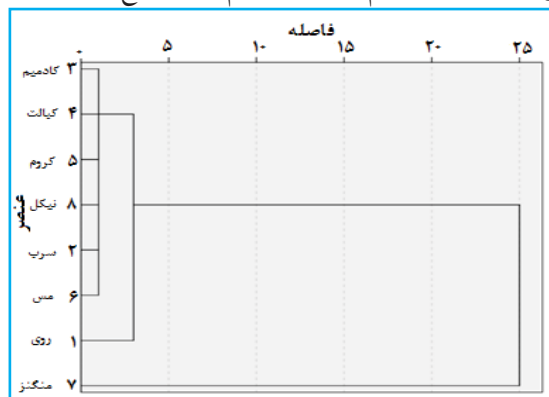 فاصله
۰ ۵ ۱۰ ۱۵ ۲۰ ۲۵
عنصر
کادمیم ۳
کبالت ۴
کروم ۵
نیکل ۸
سرب ۲
مس ۶
روی ۱
منگنز ۷